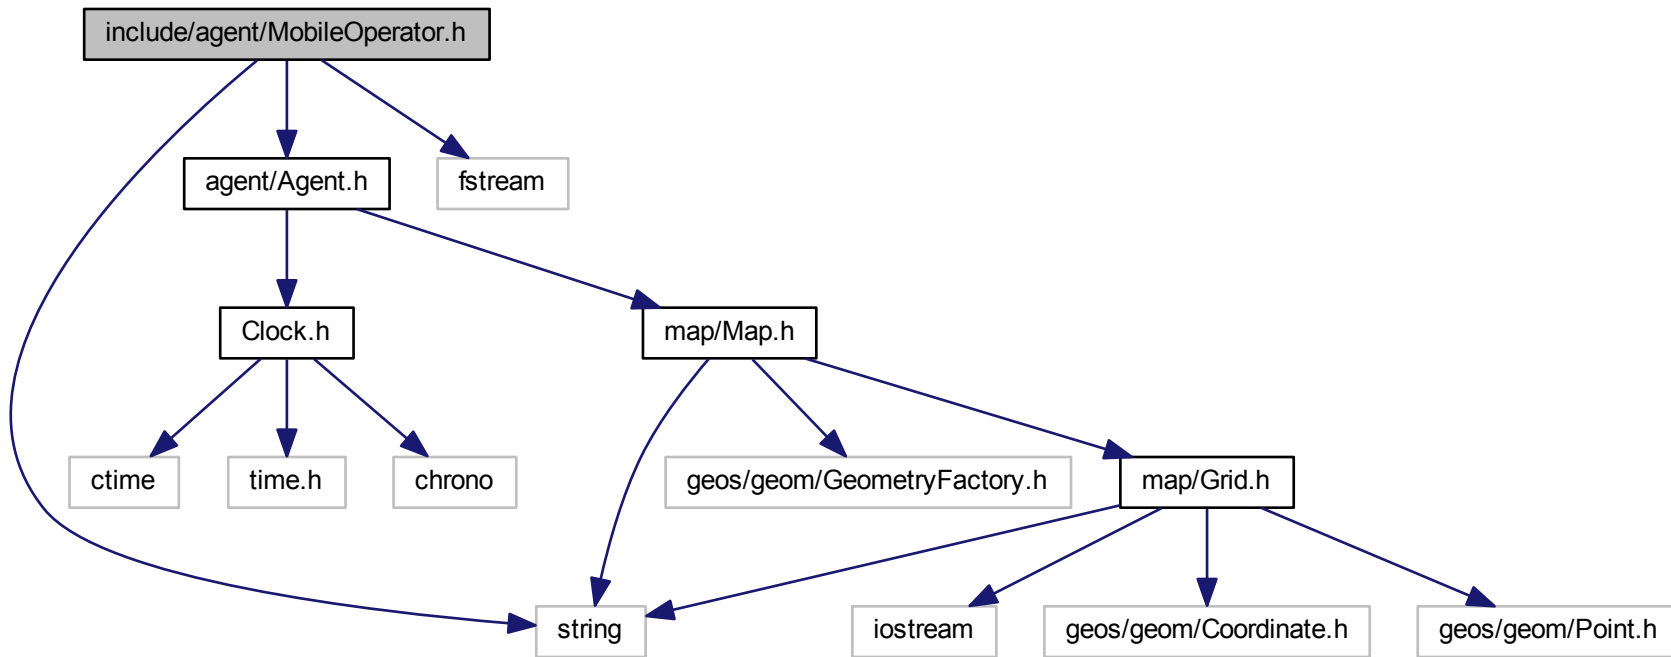 include/agent/MobileOperator.h
agent/Agent.h
fstream
Clock.h
map/Map.h
ctime
time.h
chrono
geos/geom/GeometryFactory.h
map/Grid.h
string
iostream
geos/geom/Coordinate.h
geos/geom/Point.h